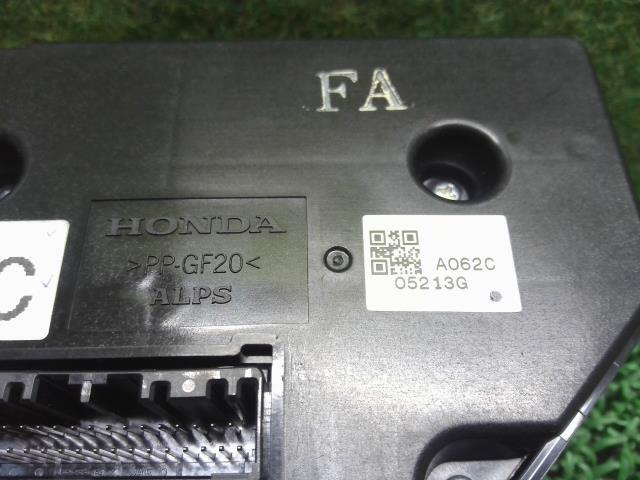 FA
HONDA
>PP-GF20<
ALPS
C
A062C
05213G